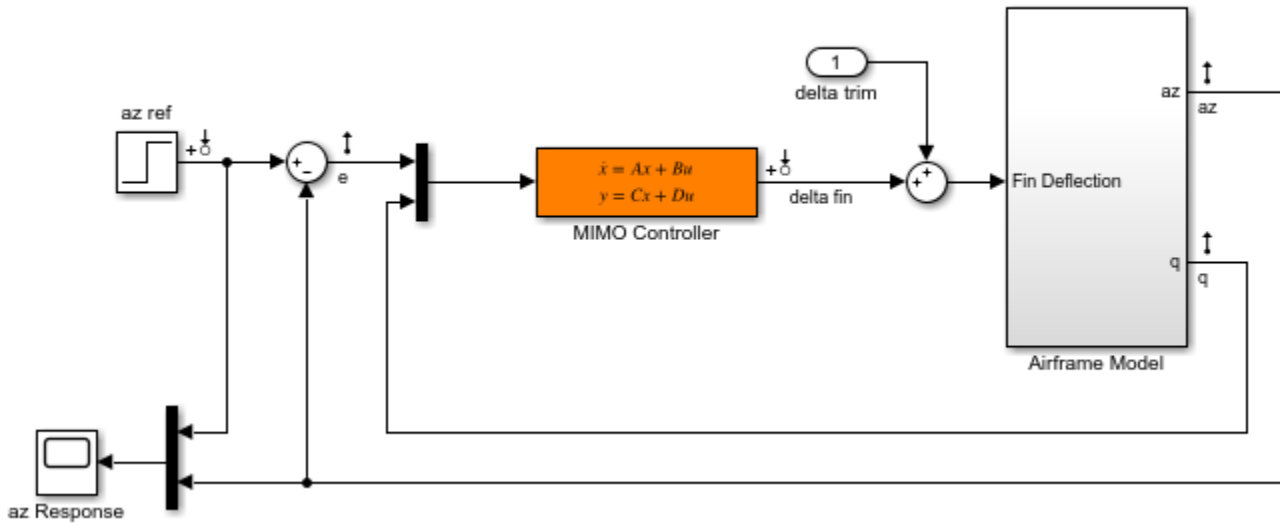 az ref
+
+
−
e
ẋ = Ax + Bu
y = Cx + Du
MIMO Controller
1
delta trim
+
delta fin
+
+
Fin Deflection
az
az
q
q
Airframe Model
az Response